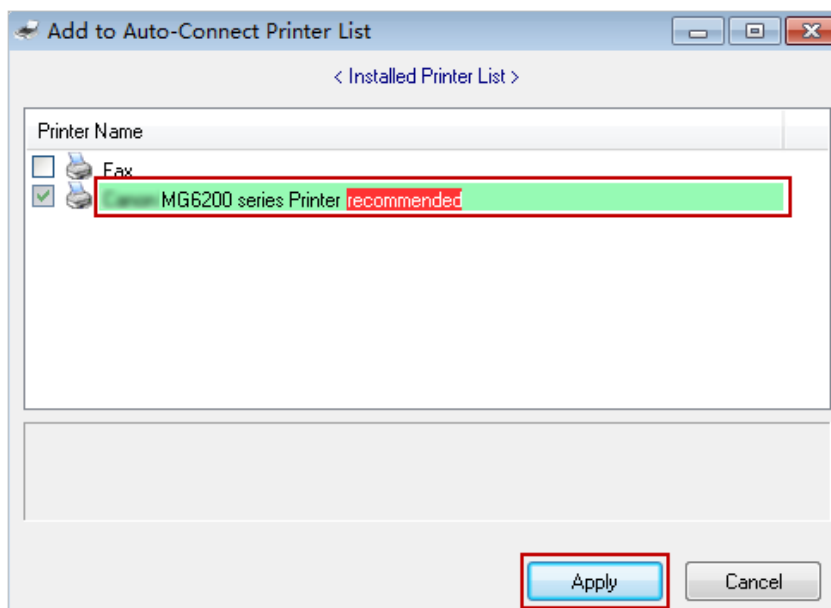 Add to Auto-Connect Printer List
< Installed Printer List >
Printer Name
Fax
MG6200 series Printer recommended
Apply
Cancel